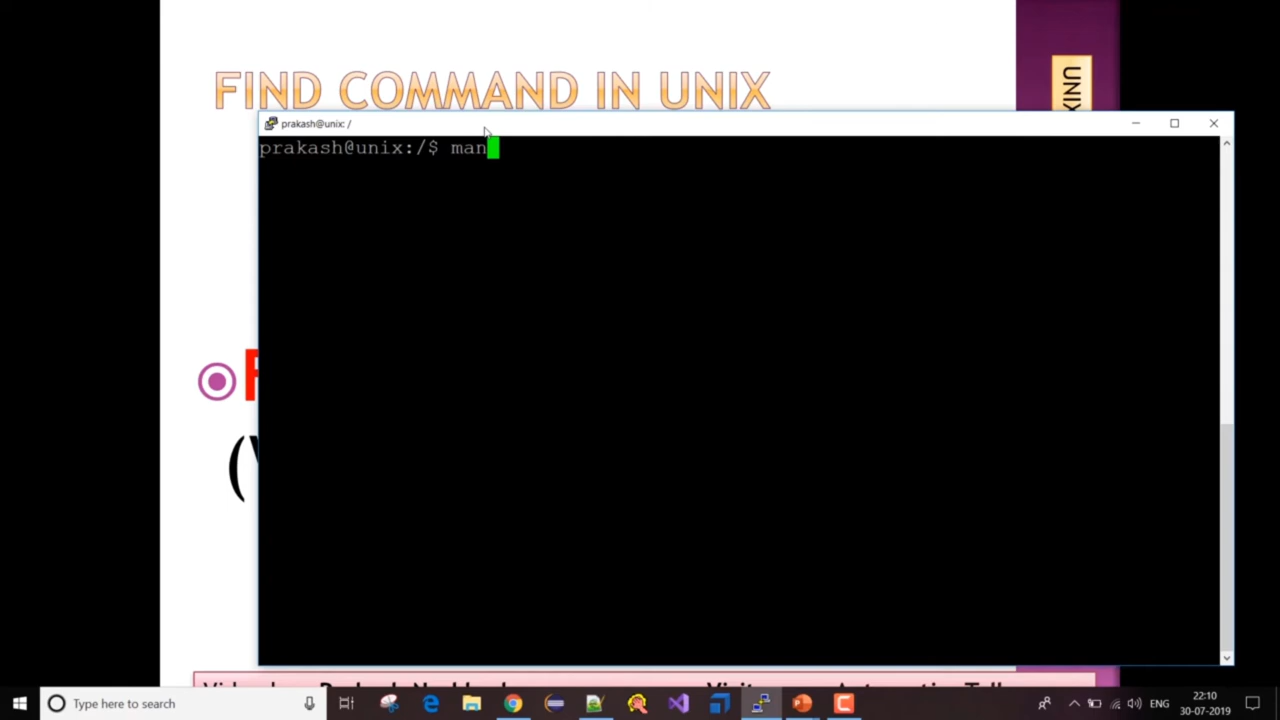 FIND COMMAND IN UNIX
UNIX
prakash@unix: /
prakash@unix:/$ man
Type here to search
ENG
22:10
30-07-2019